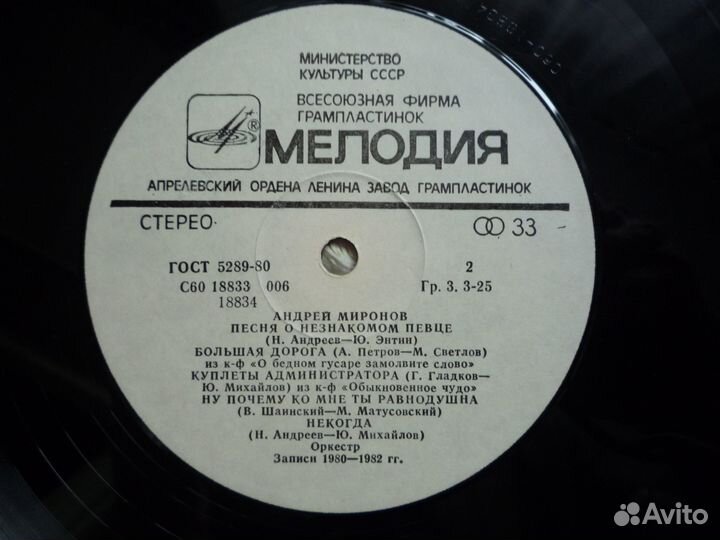 МИНИСТЕРСТВО
КУЛЬТУРЫ СССР
ВСЕСОЮЗНАЯ ФИРМА
ГРАМПЛАСТИНОК
® МЕЛОДИЯ
АПРЕЛЕВСКИЙ ОРДЕНА ЛЕНИНА ЗАВОД ГРАМПЛАСТИНОК
СТЕРЕО 33
ГОСТ 5289-80 2
С60 18833 006 Гр. 3. 3-25
18834
АНДРЕЙ МИРОНОВ
ПЕСНЯ О НЕЗНАКОМОМ ПЕВЦЕ
(Н. Андреев—Ю. Энтин)
БОЛЬШАЯ ДОРОГА (А. Петров—М. Светлов)
из к-ф «О бедном гусаре замолвите слово»
КУПЛЕТЫ АДМИНИСТРАТОРА (Г. Гладков—
Ю. Михайлов) из к-ф «Обыкновенное чудо»
НУ ПОЧЕМУ КО МНЕ ТЫ РАВНОДУШНА
(В. Шаинский—М. Матусовский)
НЕКОГДА
(Н. Андреев—Ю. Михайлов)
Оркестр
Записи 1980—1982 гг.
Avito